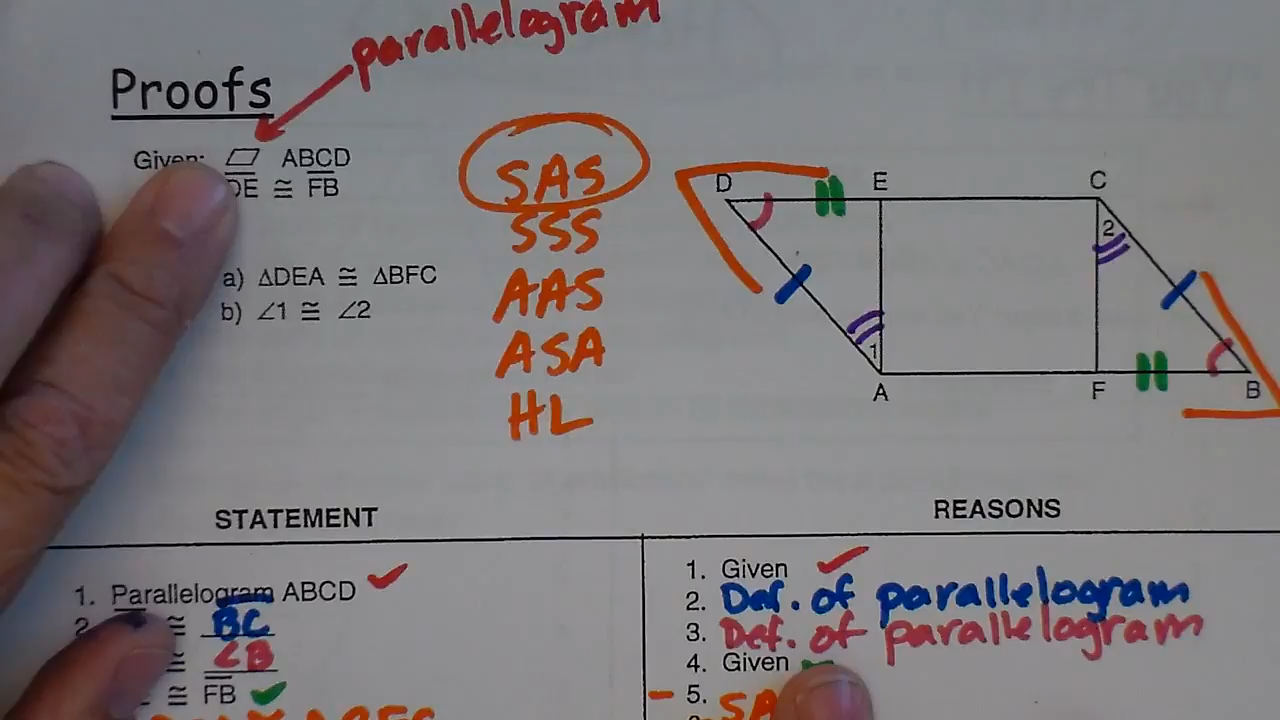 parallelogram
Proofs
Given: ▱ ABCD
DE ≅ FB
a) ΔDEA ≅ ΔBFC
b) ∠1 ≅ ∠2
SAS
SSS
AAS
ASA
HL
D E C
2
1
A F B
STATEMENT REASONS
1. Parallelogram ABCD ✓
≅ BC
≅ ∠B
≅ FB ✓
1. Given ✓
2. Def. of parallelogram
3. Def. of parallelogram
4. Given
5.